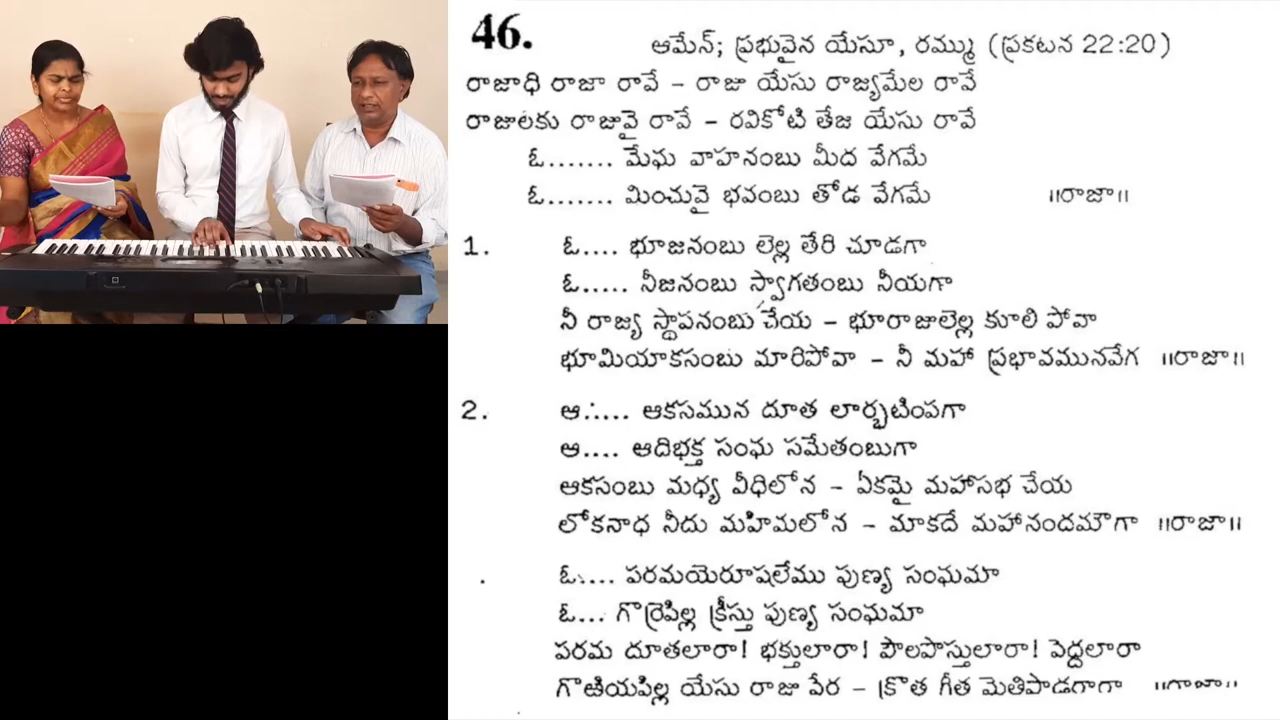 46.
ఆమేన్; ప్రభువైన యేసూ, రమ్ము (ప్రకటన 22:20)
రాజాధి రాజా రావే - రాజు యేసు రాజ్యమేల రావే
రాజులకు రాజువై రావే - రవికోటి తేజ యేసు రావే
ఓ....... మేఘ వాహనంబు మీద వేగమే
ఓ....... మించువై భవంబు తోడ వేగమే ॥రాజా॥
1. ఓ.... భూజనంబు లెల్ల తేరి చూడగా
ఓ..... నీజనంబు స్వాగతంబు నీయగా
నీ రాజ్య స్థాపనంబు చేయ - భూరాజులెల్ల కూలి పోవా
భూమియాకసంబు మారిపోవా - నీ మహా ప్రభావమునవేగ ॥రాజా॥
2. ఆ..... ఆకసమున దూత లార్భటింపగా
ఆ.... ఆదిభక్త సంఘ సమేతంబుగా
ఆకసంబు మధ్య వీధిలోన - ఏకమై మహాసభ చేయ
లోకనాధ నీదు మహిమలోన - మాకదే మహానందమౌగా ॥రాజా॥
ఓ..... పరమయెరూషలేము పుణ్య సంఘమా
ఓ... గొర్రెపిల్ల క్రీస్తు పుణ్య సంఘమా
పరమ దూతలారా! భక్తులారా! పౌలపొస్తులారా! పెద్దలారా
గొఱియపిల్ల యేసు రాజు పేర - క్రొత గీత మెతిపాడగాగా ॥రాజా॥